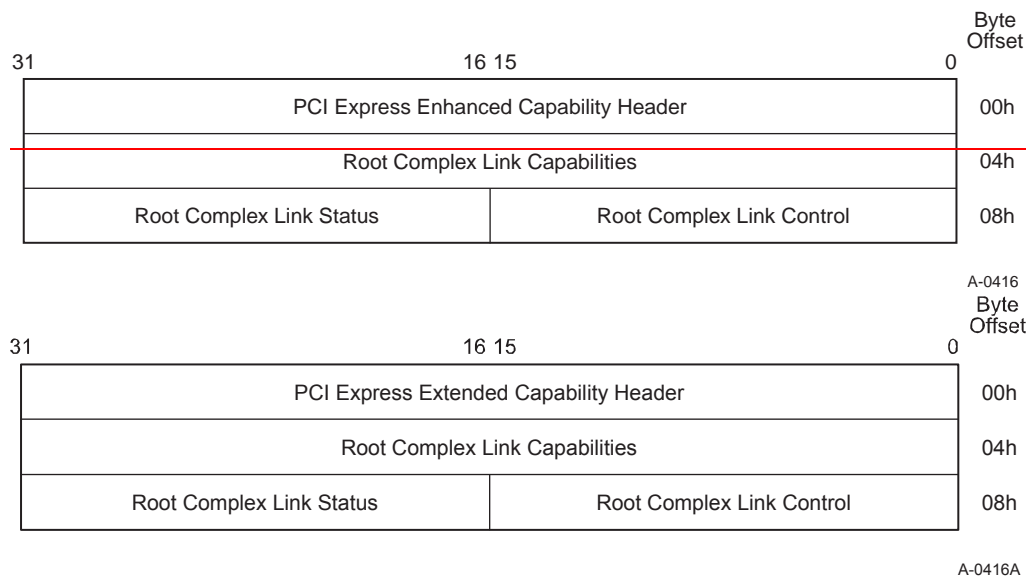 Byte
Offset
31 16 15 0
PCI Express Enhanced Capability Header 00h
Root Complex Link Capabilities 04h
Root Complex Link Status Root Complex Link Control 08h
A-0416
Byte
Offset
31 16 15 0
PCI Express Extended Capability Header 00h
Root Complex Link Capabilities 04h
Root Complex Link Status Root Complex Link Control 08h
A-0416A